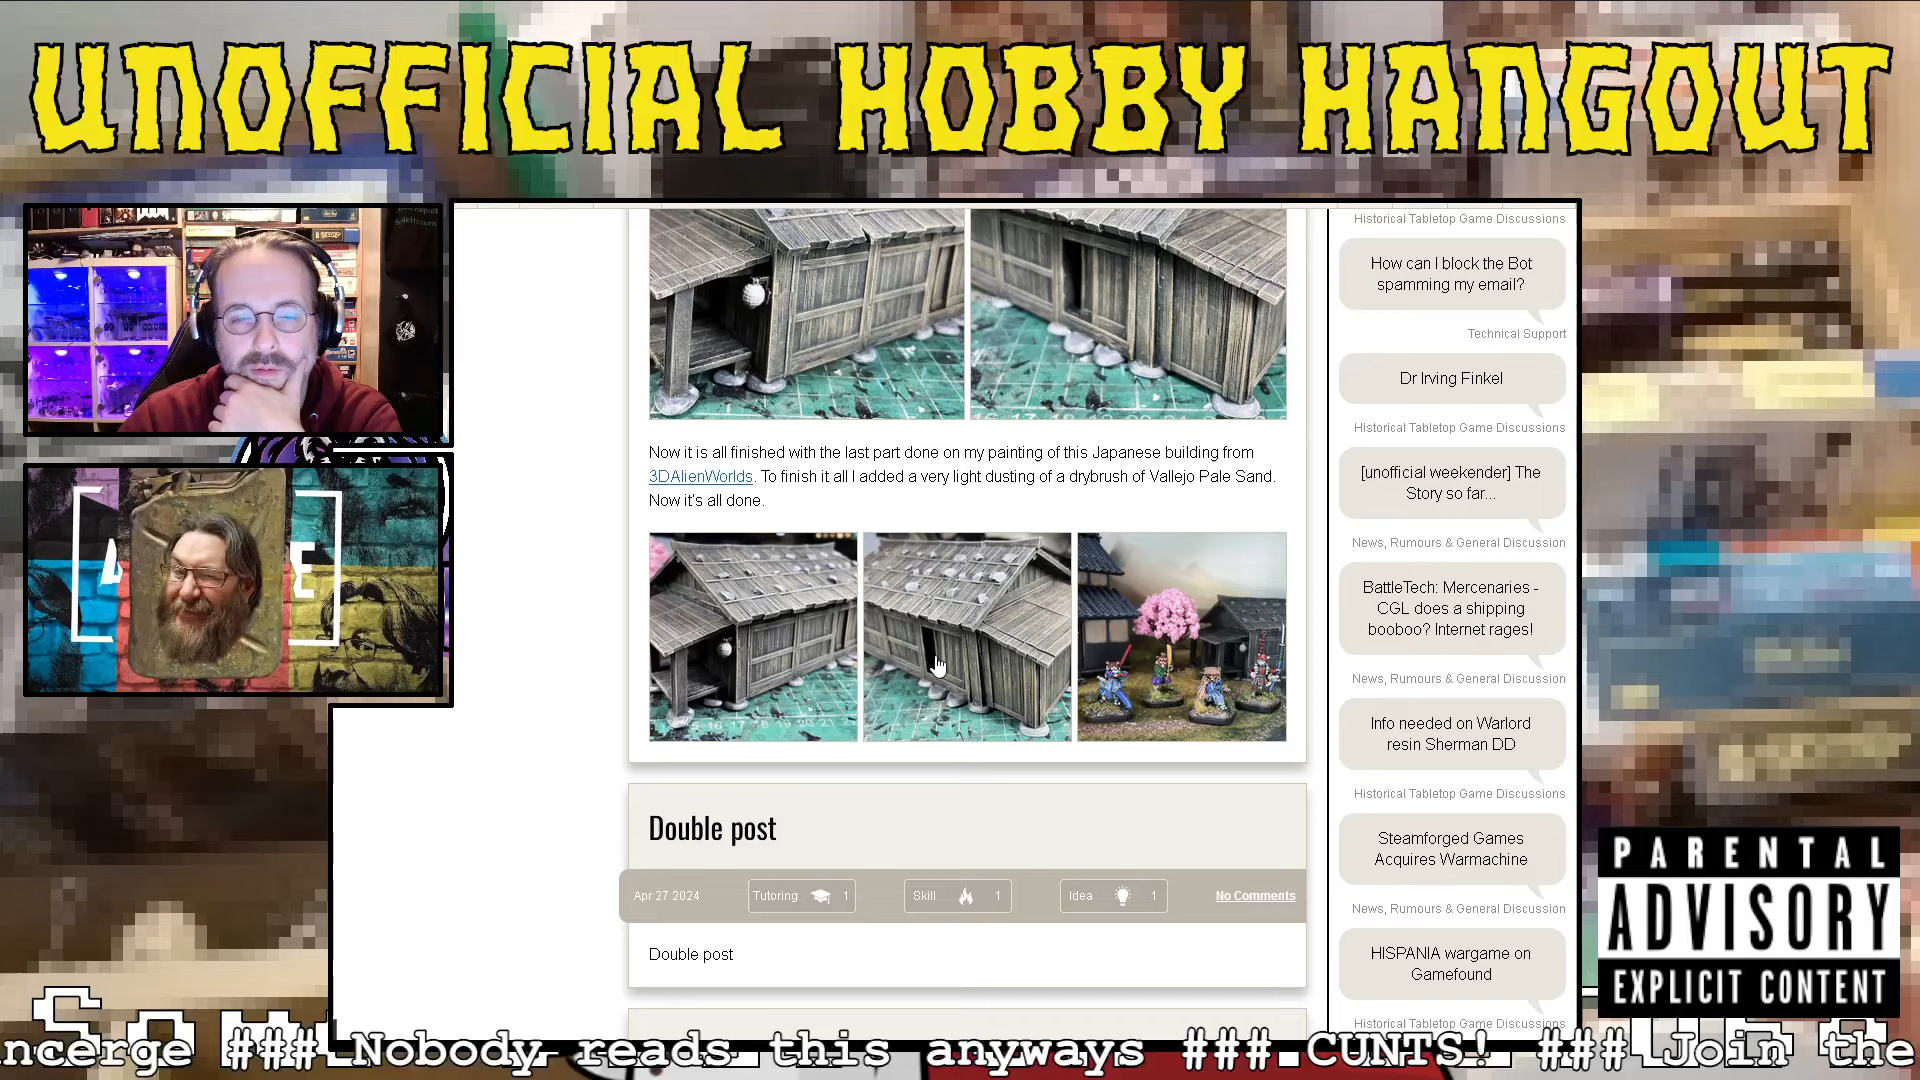 UNOFFICIAL HOBBY HANGOUT
Now it is all finished with the last part done on my painting of this Japanese building from
3DAlienWorlds. To finish it all I added a very light dusting of a drybrush of Vallejo Pale Sand.
Now it's all done.
Double post
Apr 27 2024
Tutoring 1
Skill 1
Idea 1
No Comments
Double post
Historical Tabletop Game Discussions
How can I block the Bot
spamming my email?
Technical Support
Dr Irving Finkel
Historical Tabletop Game Discussions
[unofficial weekender] The
Story so far...
News, Rumours & General Discussion
BattleTech: Mercenaries -
CGL does a shipping
booboo? Internet rages!
News, Rumours & General Discussion
Info needed on Warlord
resin Sherman DD
Historical Tabletop Game Discussions
Steamforged Games
Acquires Warmachine
News, Rumours & General Discussion
HISPANIA wargame on
Gamefound
Historical Tabletop Game Discussions
PARENTAL
ADVISORY
EXPLICIT CONTENT
ncerge ### Nobody reads this anyways ### CUNTS! ### Join the